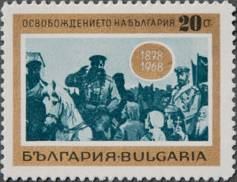 ОСВОБОЖДЕНИЕТО НА БЪЛГАРИЯ 20 СТ.
1878
1968
БЪЛГАРИЯ·BULGARIA